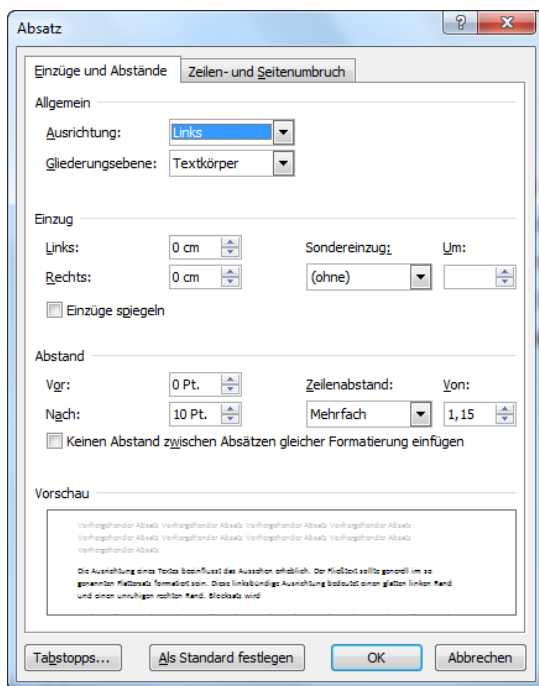 Absatz
Einzüge und Abstände Zeilen- und Seitenumbruch
Allgemein
Ausrichtung: Links
Gliederungsebene: Textkörper
Einzug
Links: 0 cm Sondereinzug: Um:
Rechts: 0 cm (ohne)
Einzüge spiegeln
Abstand
Vor: 0 Pt. Zeilenabstand: Von:
Nach: 10 Pt. Mehrfach 1,15
Keinen Abstand zwischen Absätzen gleicher Formatierung einfügen
Vorschau
Vorhergehender Absatz Vorhergehender Absatz Vorhergehender Absatz Vorhergehender Absatz
Vorhergehender Absatz Vorhergehender Absatz Vorhergehender Absatz Vorhergehender Absatz
Vorhergehender Absatz
Die Ausrichtung eines Textes beeinflusst das Aussehen erheblich. Der Fließtext sollte generell im so
genannten Flattersatz formatiert sein. Diese linksbündige Ausrichtung bedeutet einen glatten linken Rand
und einen unruhigen rechten Rand. Blocksatz wird
Tabstopps... Als Standard festlegen OK Abbrechen